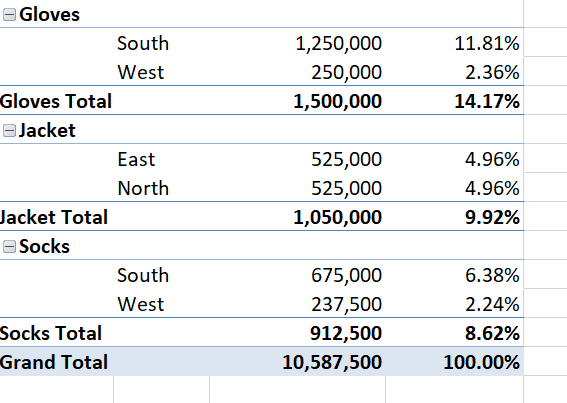 Gloves
South 1,250,000 11.81%
West 250,000 2.36%
Gloves Total 1,500,000 14.17%
Jacket
East 525,000 4.96%
North 525,000 4.96%
Jacket Total 1,050,000 9.92%
Socks
South 675,000 6.38%
West 237,500 2.24%
Socks Total 912,500 8.62%
Grand Total 10,587,500 100.00%